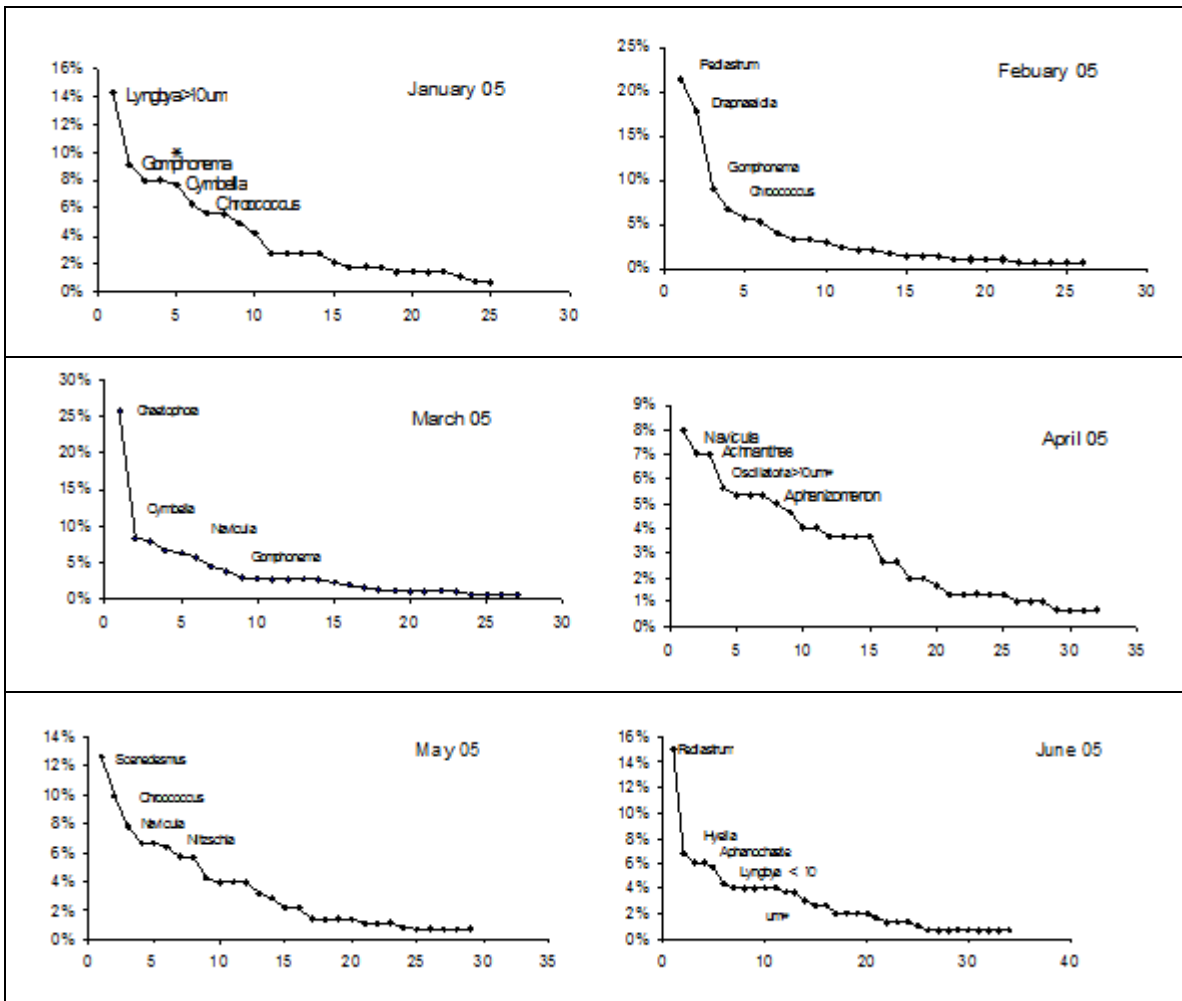 January 05
16%
14%
12%
10%
8%
6%
4%
2%
0%
0 5 10 15 20 25 30
Lyngbya>10um
*
Gomphonema
Cymbella
Chroococcus
Febuary 05
25%
20%
15%
10%
5%
0%
0 5 10 15 20 25 30
Pediastrum
Gomphonema
Chroococcus
March 05
30%
25%
20%
15%
10%
5%
0%
0 5 10 15 20 25 30
Chaetophora
Cymbella
Navicula
Gomphonema
April 05
9%
8%
7%
6%
5%
4%
3%
2%
1%
0%
0 5 10 15 20 25 30 35
Navicula
Achnanthes
Oscillatoria>10um*
Aphanizomenon
May 05
14%
12%
10%
8%
6%
4%
2%
0%
0 5 10 15 20 25 30 35
Scenedesmus
Chroococcus
Navicula
Nitzschia
June 05
16%
14%
12%
10%
8%
6%
4%
2%
0%
0 10 20 30 40
Pediastrum
Hyella
Aphanochaete
Lyngbya < 10
um*